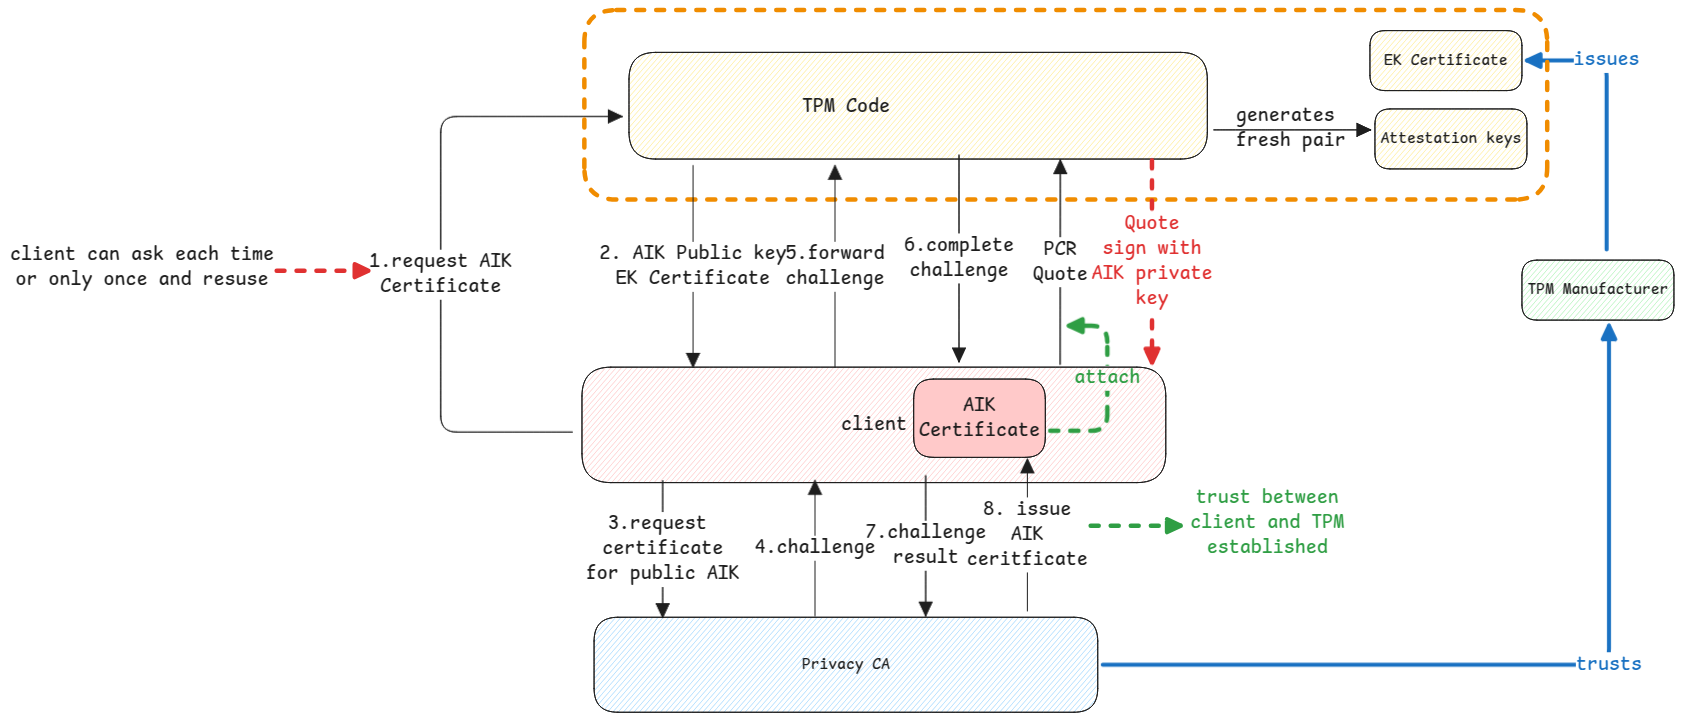 TPM Code
EK Certificate
issues
generates
fresh pair
Attestation keys
client can ask each time
or only once and resuse
1.request AIK
Certificate
2. AIK Public key
EK Certificate
5.forward
challenge
6.complete
challenge
PCR
Quote
Quote
sign with
AIK private
key
TPM Manufacturer
attach
client
AIK
Certificate
3.request
certificate
for public AIK
4.challenge
7.challenge
result
8. issue
AIK
ceritficate
trust between
client and TPM
established
Privacy CA
trusts